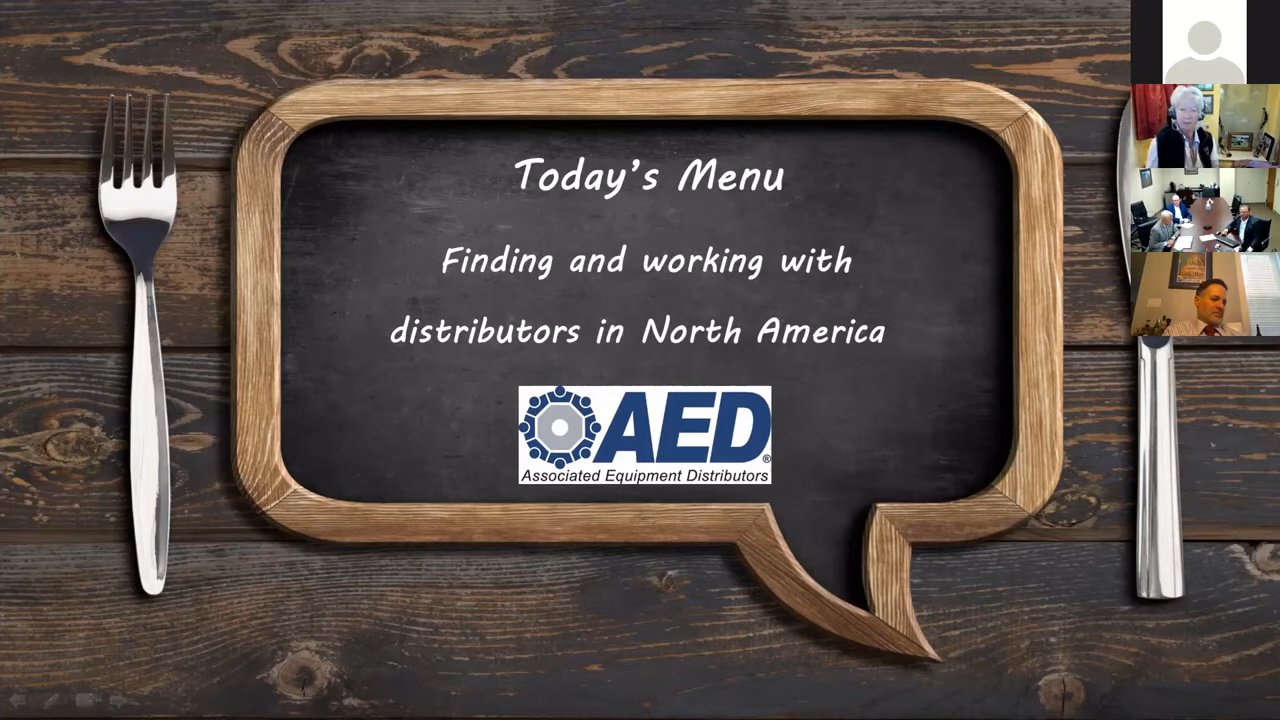 Today's Menu
Finding and working with
distributors in North America
AED®
Associated Equipment Distributors